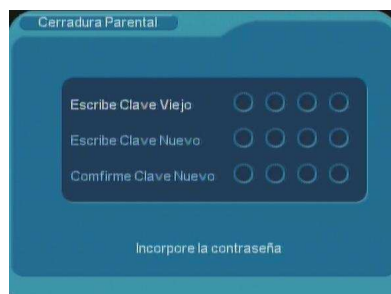 Cerradura Parental
Escribe Clave Viejo
Escribe Clave Nuevo
Comfirme Clave Nuevo
Incorpore la contraseña